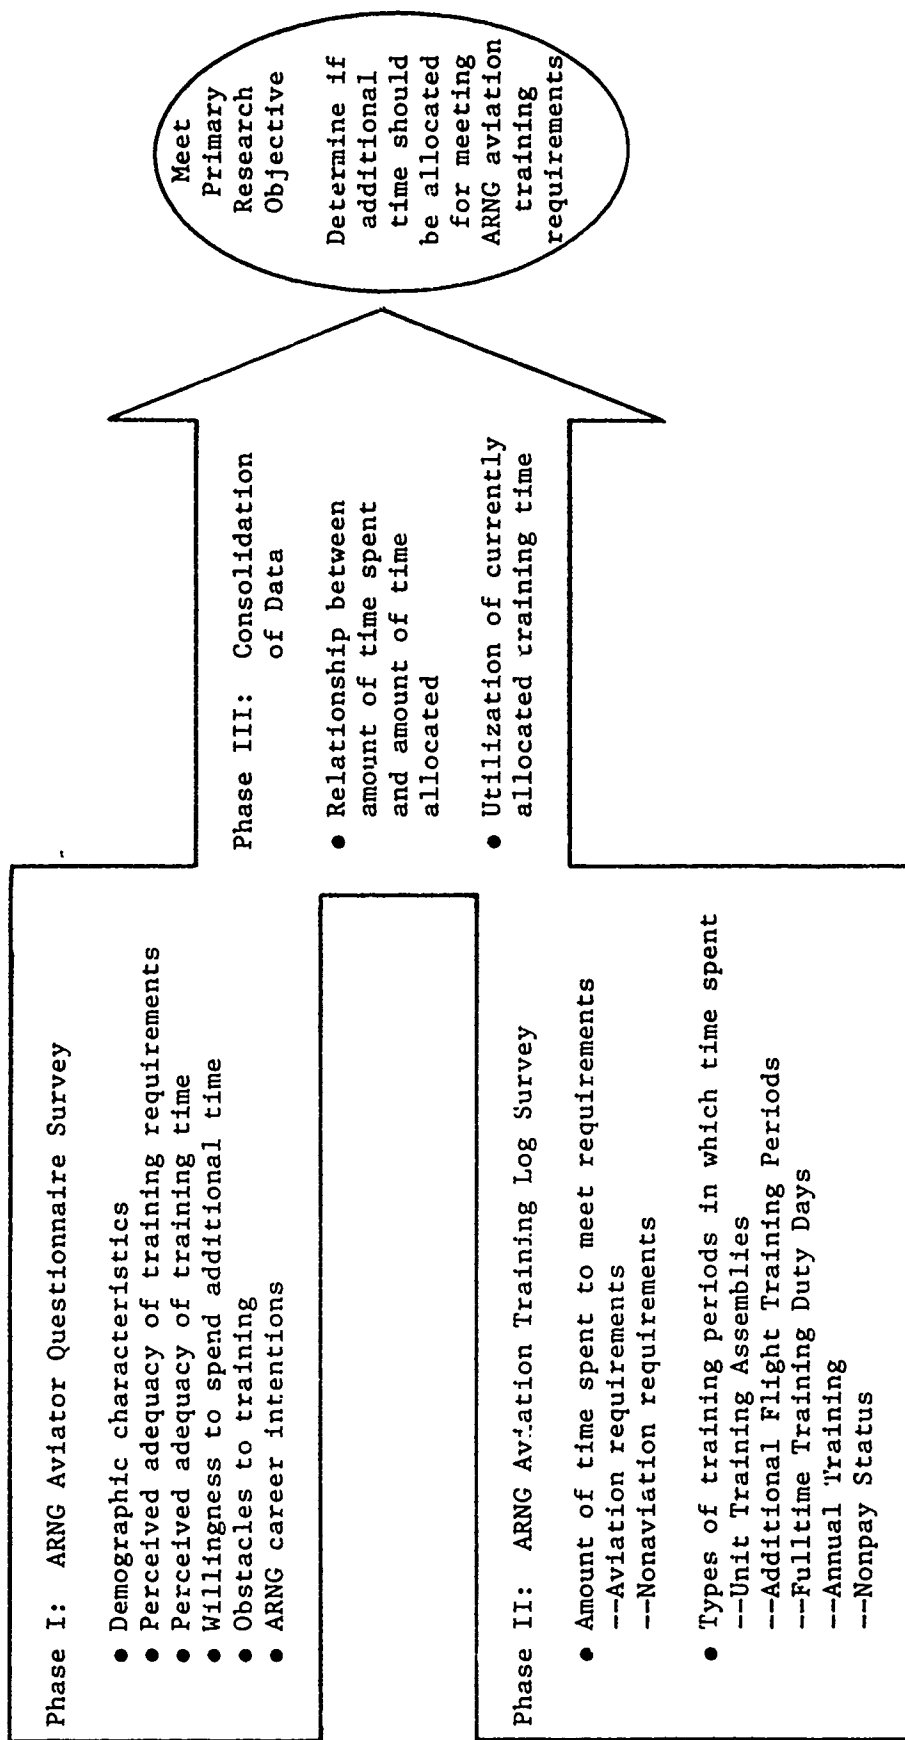 Phase I: ARNG Aviator Questionnaire Survey
● Demographic characteristics
● Perceived adequacy of training requirements
● Perceived adequacy of training time
● Willingness to spend additional time
● Obstacles to training
● ARNG career intentions
Phase II: ARNG Aviation Training Log Survey
● Amount of time spent to meet requirements
--Aviation requirements
--Nonaviation requirements
● Types of training periods in which time spent
--Unit Training Assemblies
--Additional Flight Training Periods
--Fulltime Training Duty Days
--Annual Training
--Nonpay Status
Phase III: Consolidation
of Data
● Relationship between
amount of time spent
and amount of time
allocated
● Utilization of currently
allocated training time
Meet
Primary
Research
Objective
Determine if
additional
time should
be allocated
for meeting
ARNG aviation
training
requirements